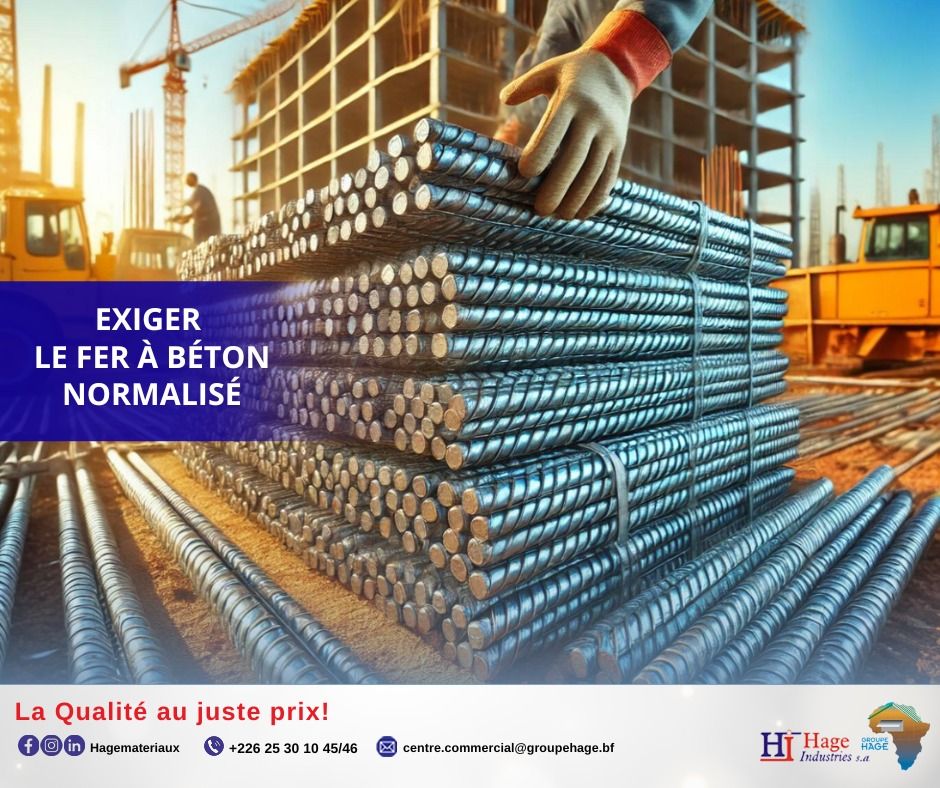 EXIGER
LE FER À BÉTON
NORMALISÉ
La Qualité au juste prix!
Hagemateriaux
+226 25 30 10 45/46
centre.commercial@groupehage.bf
HI Hage
Industries s.a
GROUPE
HAGE